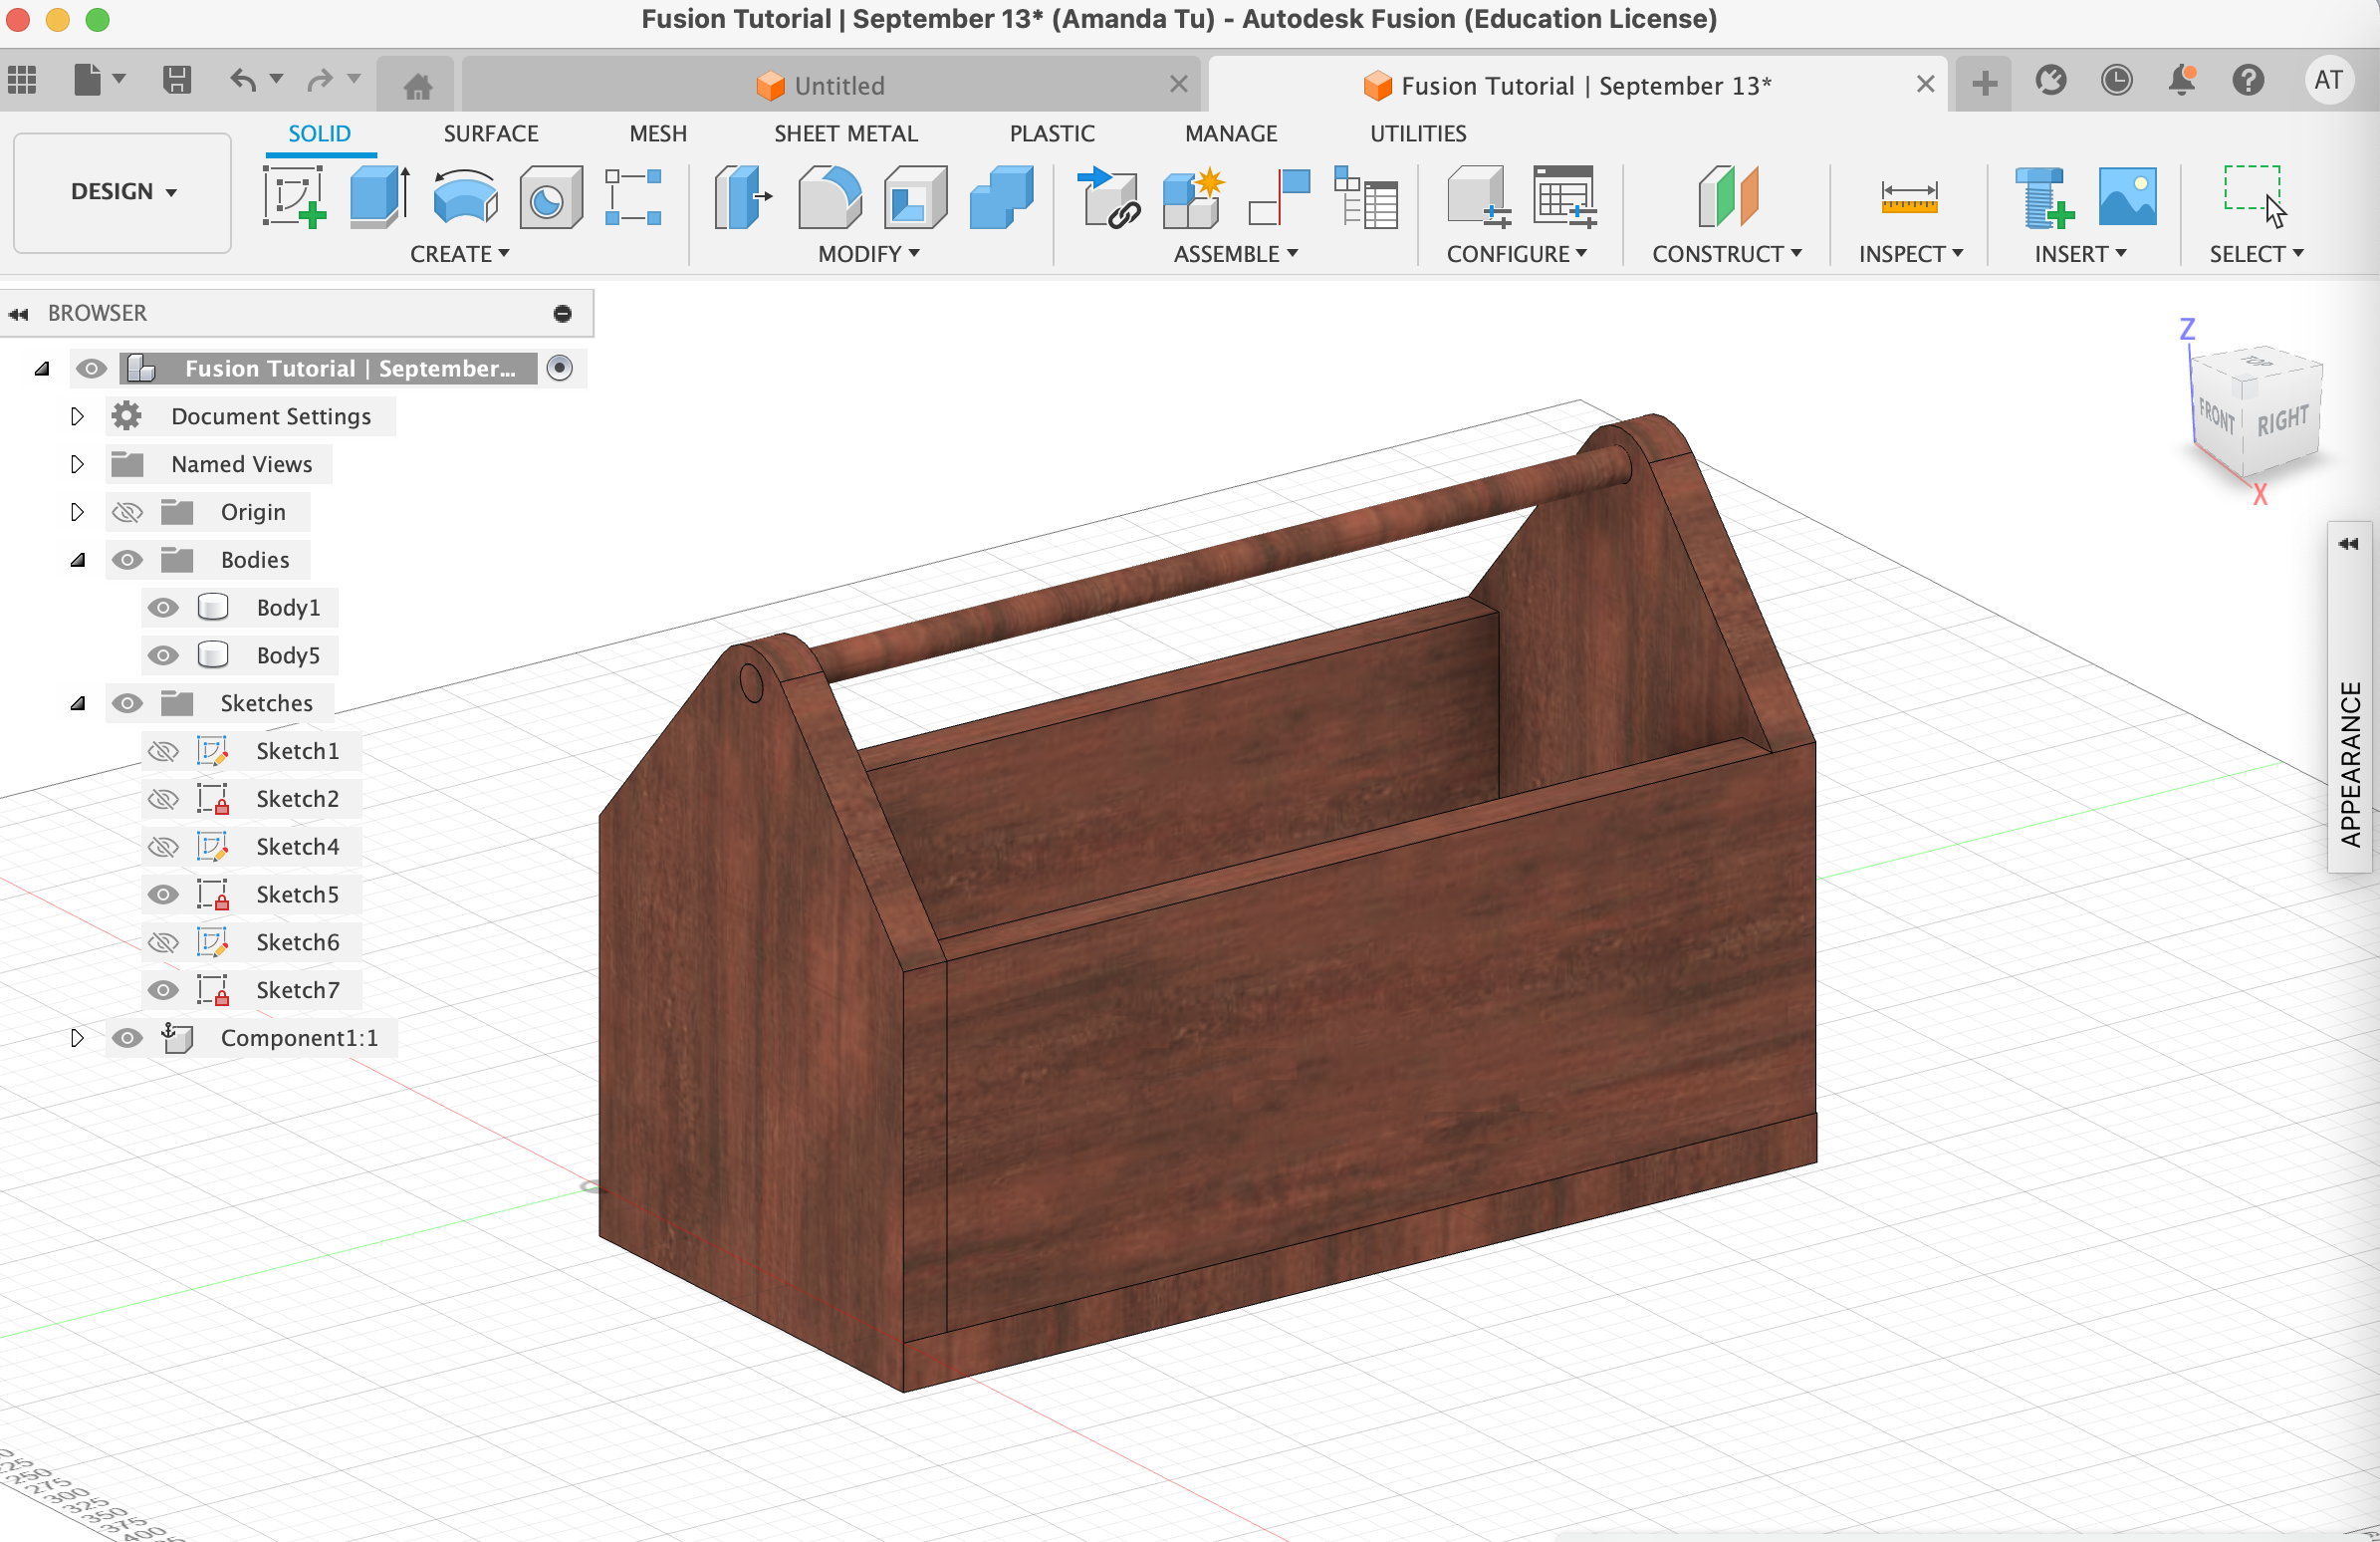 Fusion Tutorial | September 13* (Amanda Tu) - Autodesk Fusion (Education License)
Untitled
Fusion Tutorial | September 13*
AT
SOLID SURFACE MESH SHEET METAL PLASTIC MANAGE UTILITIES
DESIGN
CREATE MODIFY ASSEMBLE CONFIGURE CONSTRUCT INSPECT INSERT SELECT
BROWSER
Fusion Tutorial | September...
Document Settings
Named Views
Origin
Bodies
Body1
Body5
Sketches
Sketch1
Sketch2
Sketch4
Sketch5
Sketch6
Sketch7
Component1:1
Z
TOP
FRONT
RIGHT
X
APPEARANCE
250
275
300
325
350
375
400